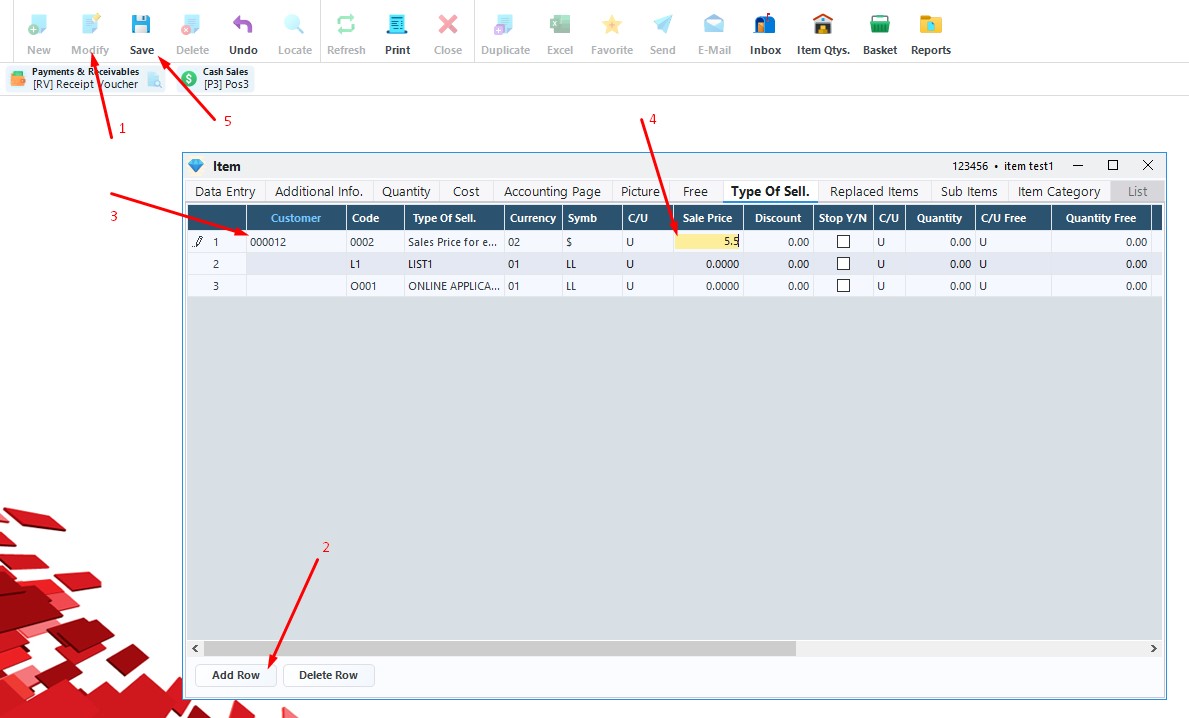 New Modify Save Delete Undo Locate Refresh Print Close Duplicate Excel Favorite Send E-Mail Inbox Item Qtys. Basket Reports
Payments & Receivables Cash Sales
[RV] Receipt Voucher [P3] Pos3
1
5
4
Item 123456 • item test1
Data Entry Additional Info. Quantity Cost Accounting Page Picture Free Type Of Sell. Replaced Items Sub Items Item Category List
3
Customer Code Type Of Sell. Currency Symb C/U Sale Price Discount Stop Y/N C/U Quantity C/U Free Quantity Free
1 000012 0002 Sales Price for e... 02 $ U 5.5 0.00 U 0.00 U 0.00
2 L1 LIST1 01 LL U 0.0000 0.00 U 0.00 U 0.00
3 O001 ONLINE APPLICA... 01 LL U 0.0000 0.00 U 0.00 U 0.00
2
Add Row Delete Row